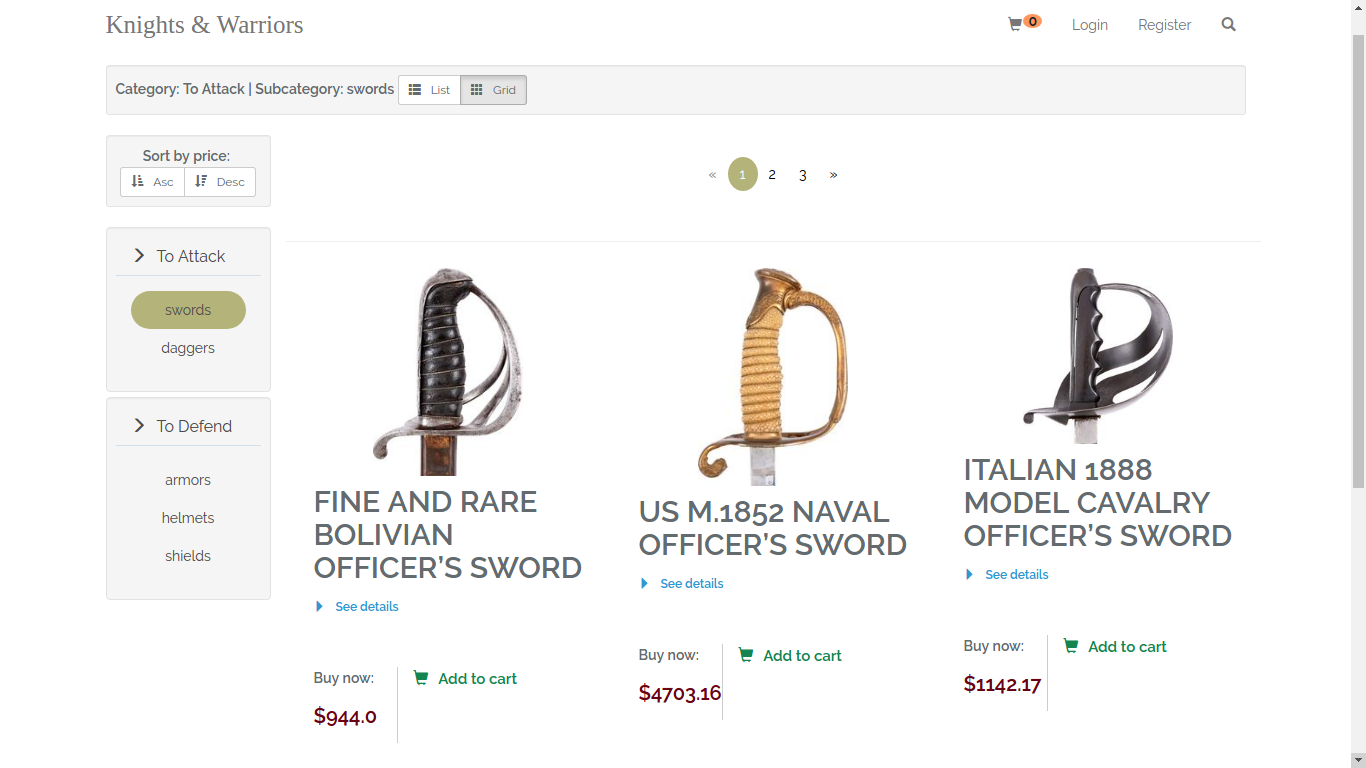 Knights & Warriors
0
Login
Register
Category: To Attack | Subcategory: swords
List
Grid
Sort by price:
Asc
Desc
« 1 2 3 »
To Attack
swords
daggers
To Defend
armors
helmets
shields
FINE AND RARE
BOLIVIAN
OFFICER’S SWORD
See details
Buy now:
$944.0
Add to cart
US M.1852 NAVAL
OFFICER’S SWORD
See details
Buy now:
$4703.16
Add to cart
ITALIAN 1888
MODEL CAVALRY
OFFICER’S SWORD
See details
Buy now:
$1142.17
Add to cart